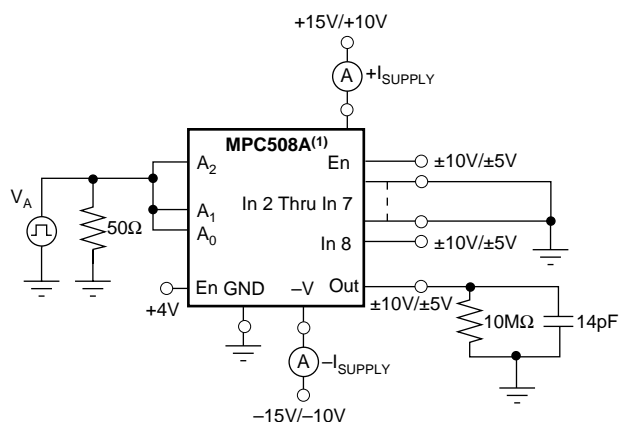 +15V/+10V
A +I_SUPPLY
MPC508A(1)
A2 En ±10V/±5V
VA
50Ω A1 In 2 Thru In 7
A0 In 8 ±10V/±5V
En GND –V Out
+4V ±10V/±5V
10MΩ 14pF
A –I_SUPPLY
–15V/–10V